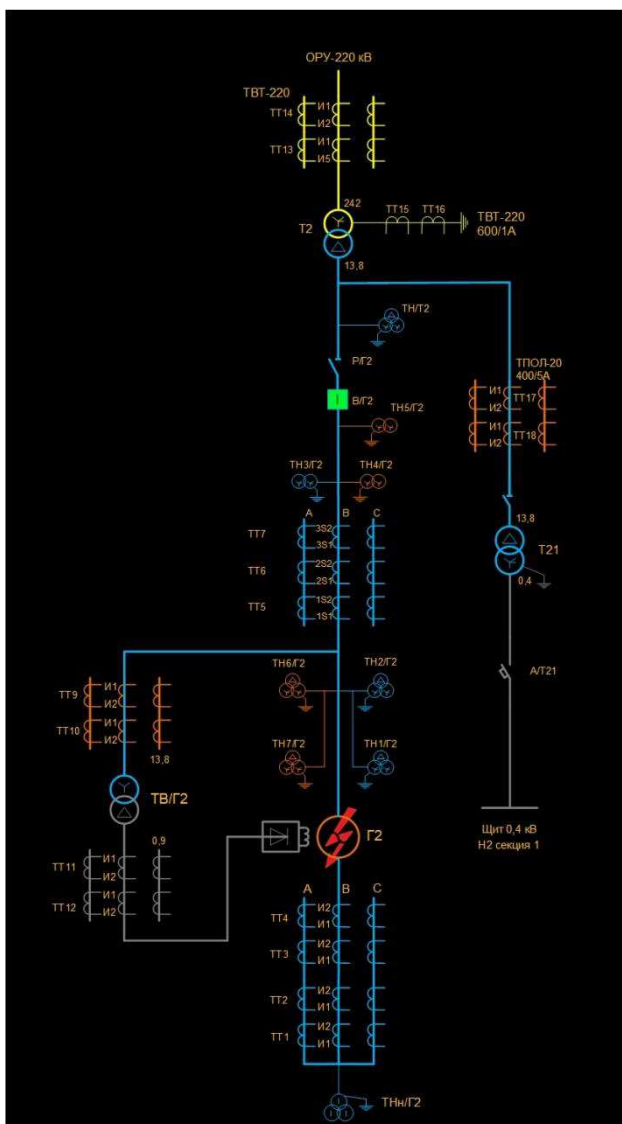 ОРУ-220 кВ
ТВТ-220
ТТ14
И1
И2
ТТ13
И1
И5
242
ТТ15
ТТ16
Т2
ТВТ-220
600/1А
13,8
ТН/Т2
Р/Г2
ТПОЛ-20
400/5А
В/Г2
И1
ТТ17
И2
И1
ТТ18
И2
ТН5/Г2
ТН3/Г2
ТН4/Г2
А
В
С
ТТ7
3S2
3S1
13,8
Т21
ТТ6
2S2
2S1
0,4
ТТ5
1S2
1S1
ТН6/Г2
ТН2/Г2
А/Т21
ТТ9
И1
И2
ТТ10
И1
И2
13,8
ТН7/Г2
ТН1/Г2
ТВ/Г2
Г2
Щит 0,4 кВ
Н2 секция 1
0,9
ТТ11
И1
И2
ТТ12
И1
И2
А
В
С
ТТ4
И2
И1
ТТ3
И2
И1
ТТ2
И2
И1
ТТ1
И2
И1
ТНн/Г2